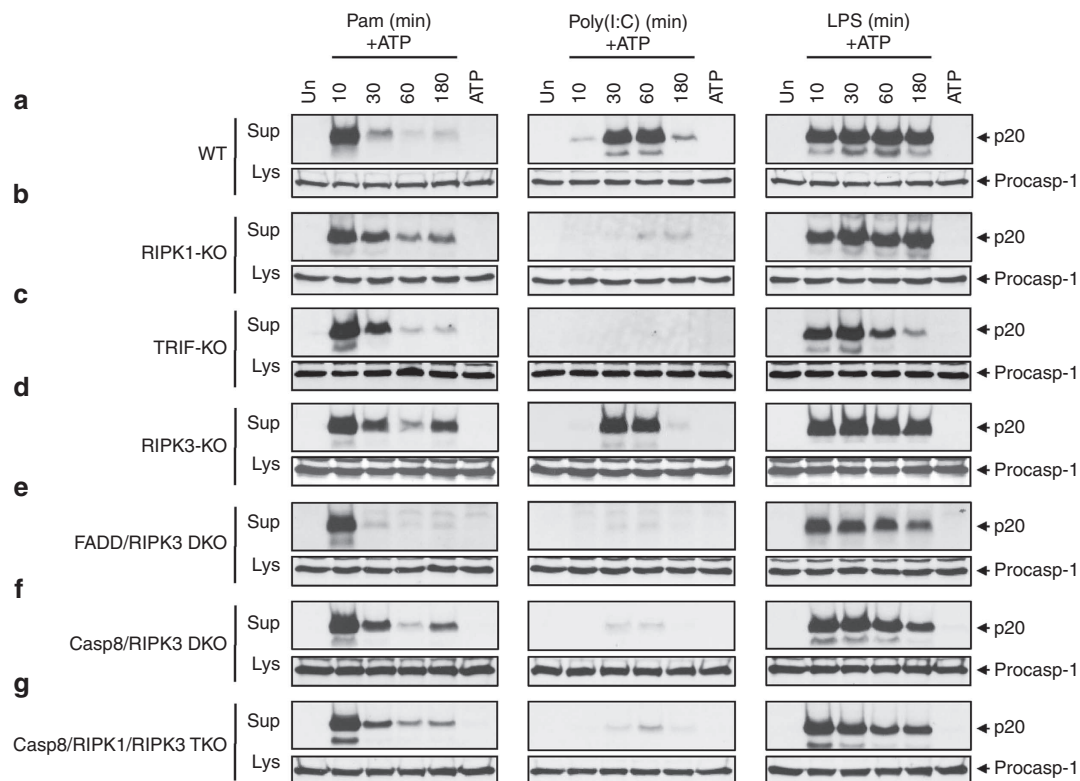 Pam (min)
+ATP
Poly(I:C) (min)
+ATP
LPS (min)
+ATP
Un 10 30 60 180 ATP
Un 10 30 60 180 ATP
Un 10 30 60 180 ATP
a
WT
Sup
p20
Lys
Procasp-1
b
RIPK1-KO
Sup
p20
Lys
Procasp-1
c
TRIF-KO
Sup
p20
Lys
Procasp-1
d
RIPK3-KO
Sup
p20
Lys
Procasp-1
e
FADD/RIPK3 DKO
Sup
p20
Lys
Procasp-1
f
Casp8/RIPK3 DKO
Sup
p20
Lys
Procasp-1
g
Casp8/RIPK1/RIPK3 TKO
Sup
p20
Lys
Procasp-1